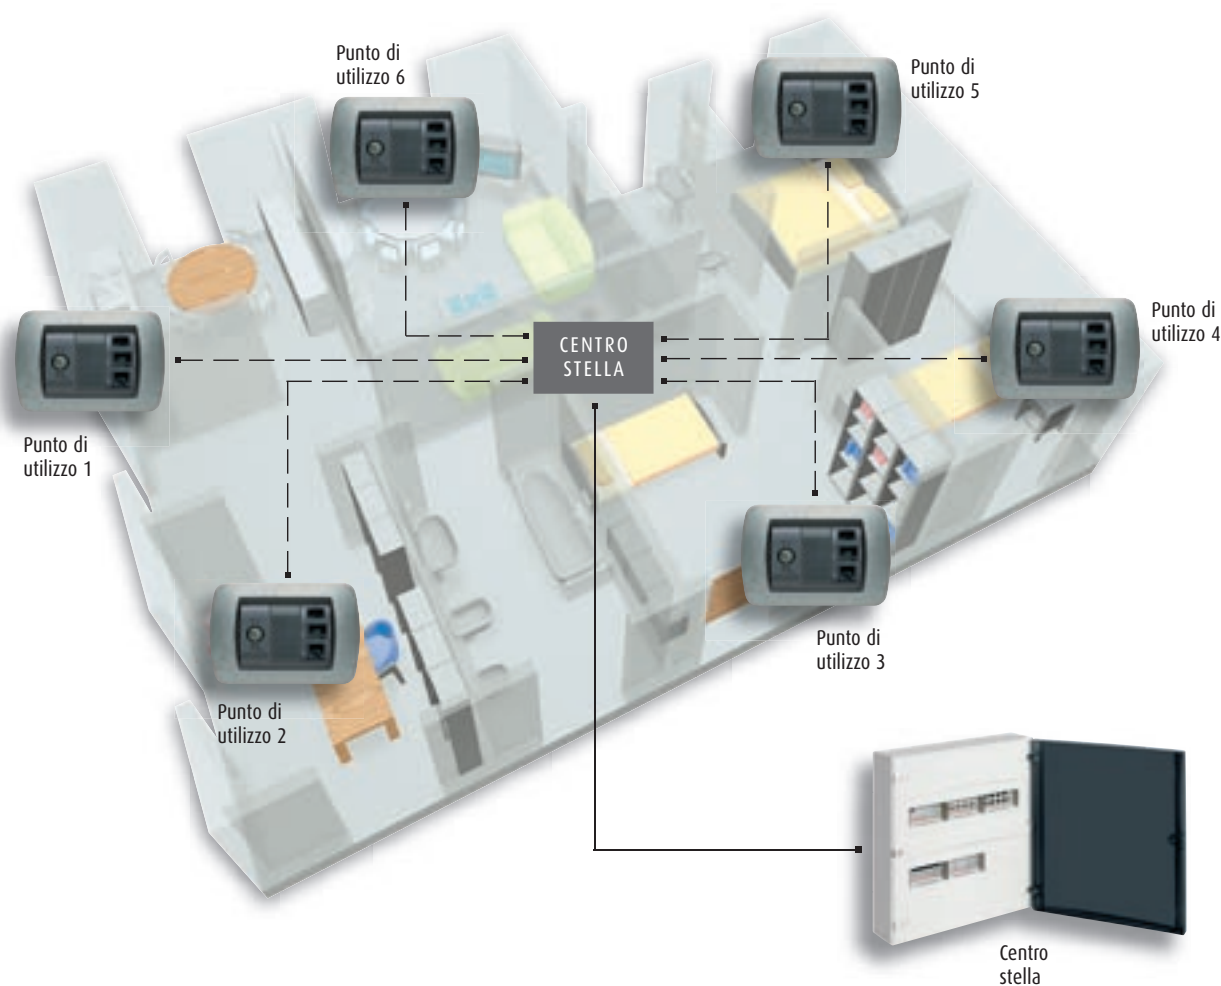 Punto di
utilizzo 6
Punto di
utilizzo 5
Punto di
utilizzo 4
CENTRO
STELLA
Punto di
utilizzo 1
Punto di
utilizzo 3
Punto di
utilizzo 2
Centro
stella